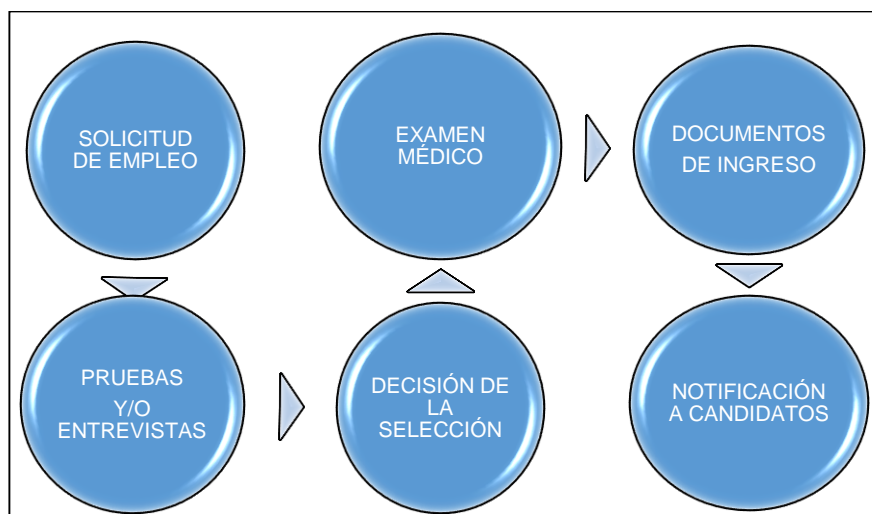 SOLICITUD
DE EMPLEO
PRUEBAS
Y/O
ENTREVISTAS
DECISIÓN DE
LA
SELECCIÓN
EXAMEN
MÉDICO
DOCUMENTOS
DE INGRESO
NOTIFICACIÓN
A CANDIDATOS